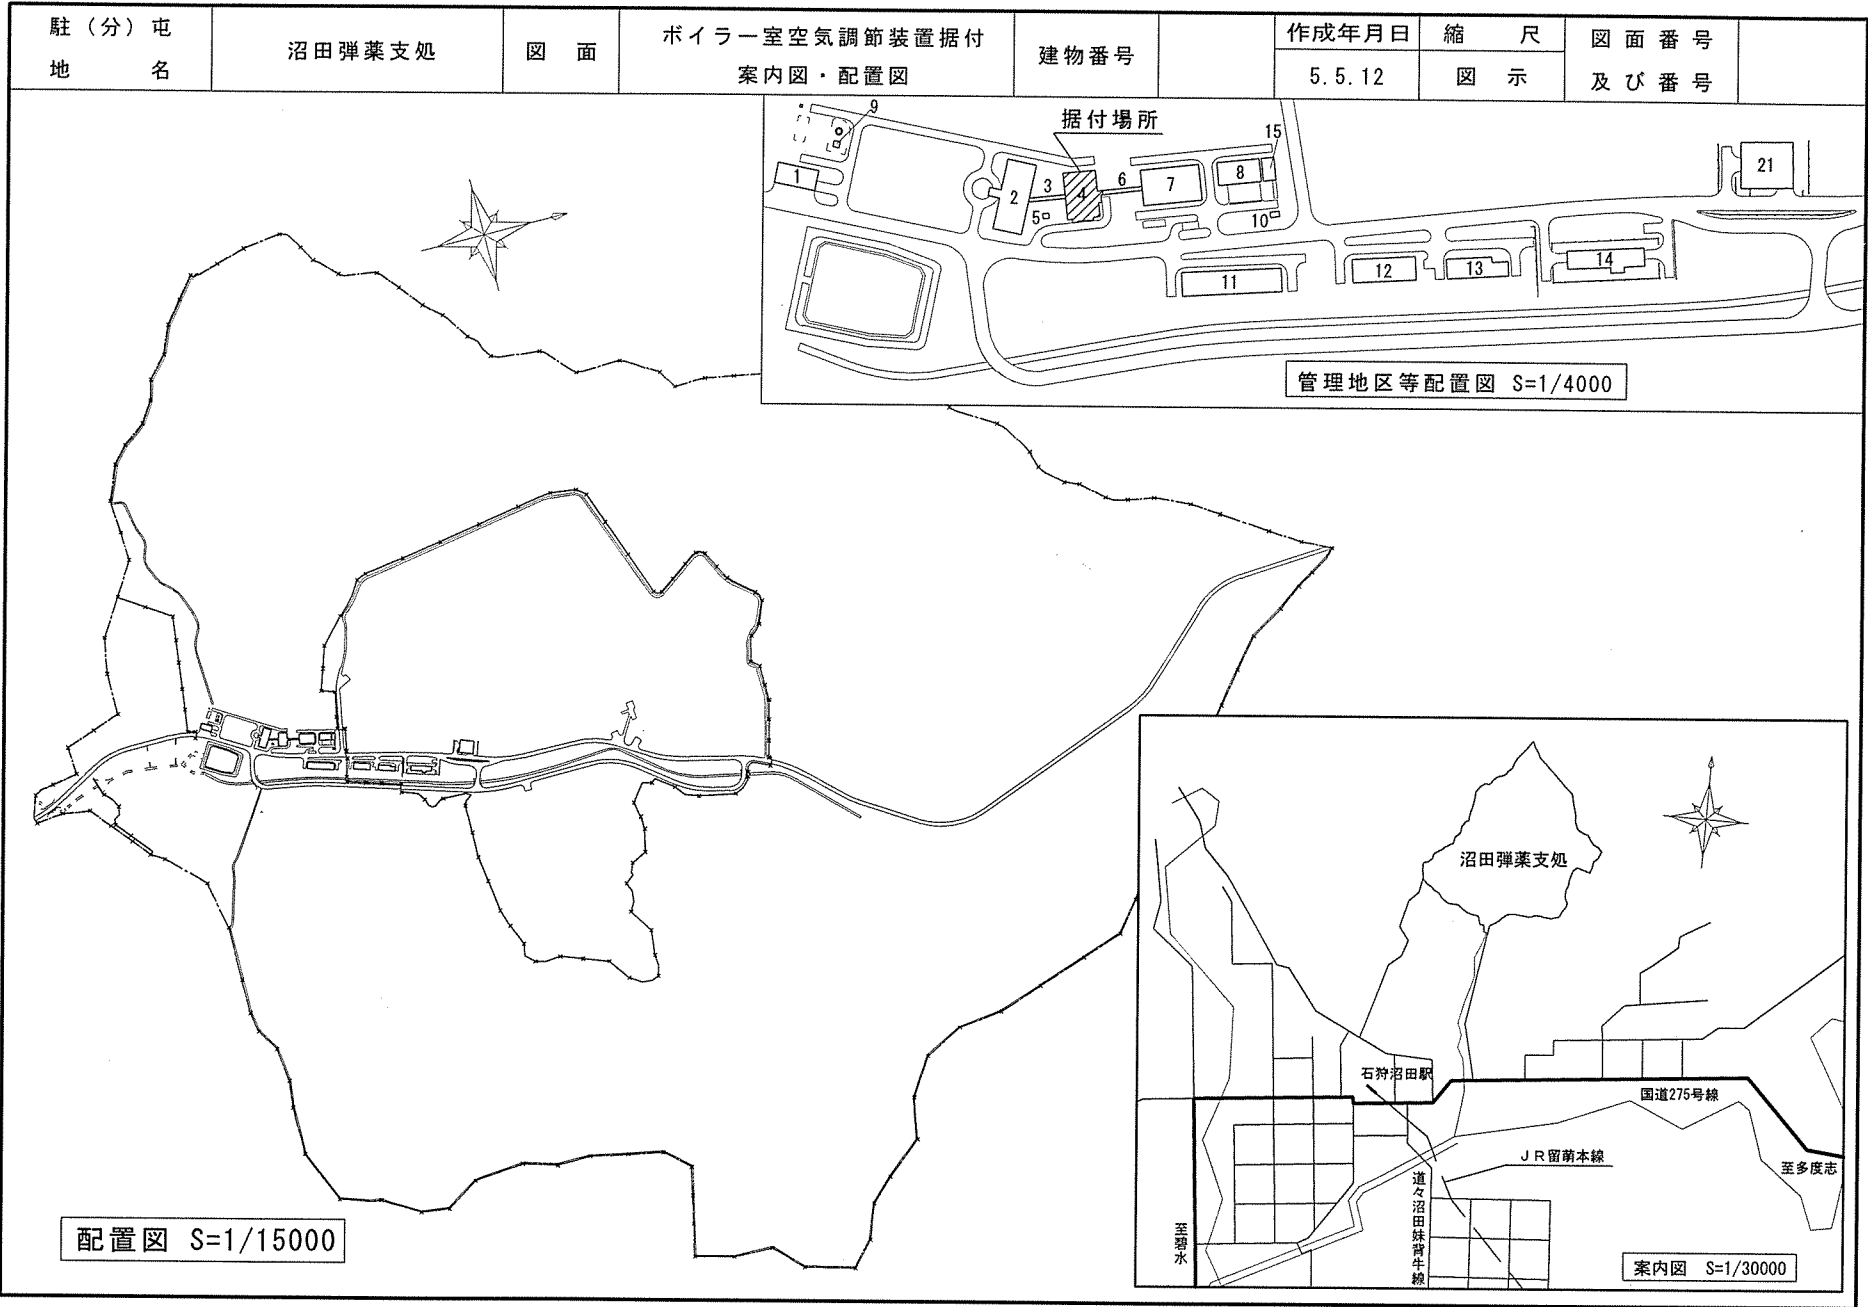 駐（分）屯
地　　名
沼田弾薬支処
図　面
ボイラー室空気調節装置据付
案内図・配置図
建物番号
作成年月日
5.5.12
縮　　尺
図　示
図面番号
及び番号
据付場所
1
2
3
4
5
6
7
8
9
10
11
12
13
14
15
21
管理地区等配置図 S=1/4000
沼田弾薬支処
石狩沼田駅
国道275号線
JR留萌本線
至多度志
道々沼田妹背牛線
至碧水
案内図 S=1/30000
配置図 S=1/15000